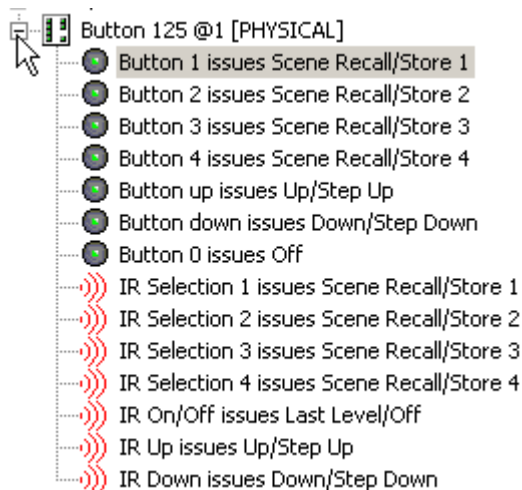 Button 125 @1 [PHYSICAL]
Button 1 issues Scene Recall/Store 1
Button 2 issues Scene Recall/Store 2
Button 3 issues Scene Recall/Store 3
Button 4 issues Scene Recall/Store 4
Button up issues Up/Step Up
Button down issues Down/Step Down
Button 0 issues Off
IR Selection 1 issues Scene Recall/Store 1
IR Selection 2 issues Scene Recall/Store 2
IR Selection 3 issues Scene Recall/Store 3
IR Selection 4 issues Scene Recall/Store 4
IR On/Off issues Last Level/Off
IR Up issues Up/Step Up
IR Down issues Down/Step Down